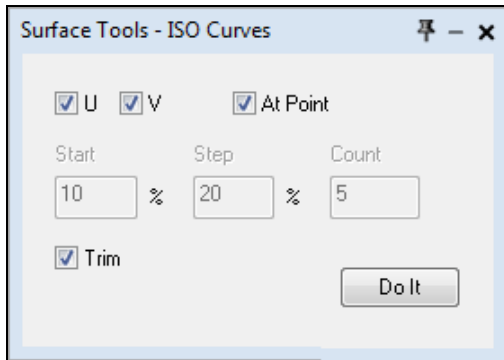 Surface Tools - ISO Curves
U V At Point
Start Step Count
10 % 20 % 5
Trim
Do It